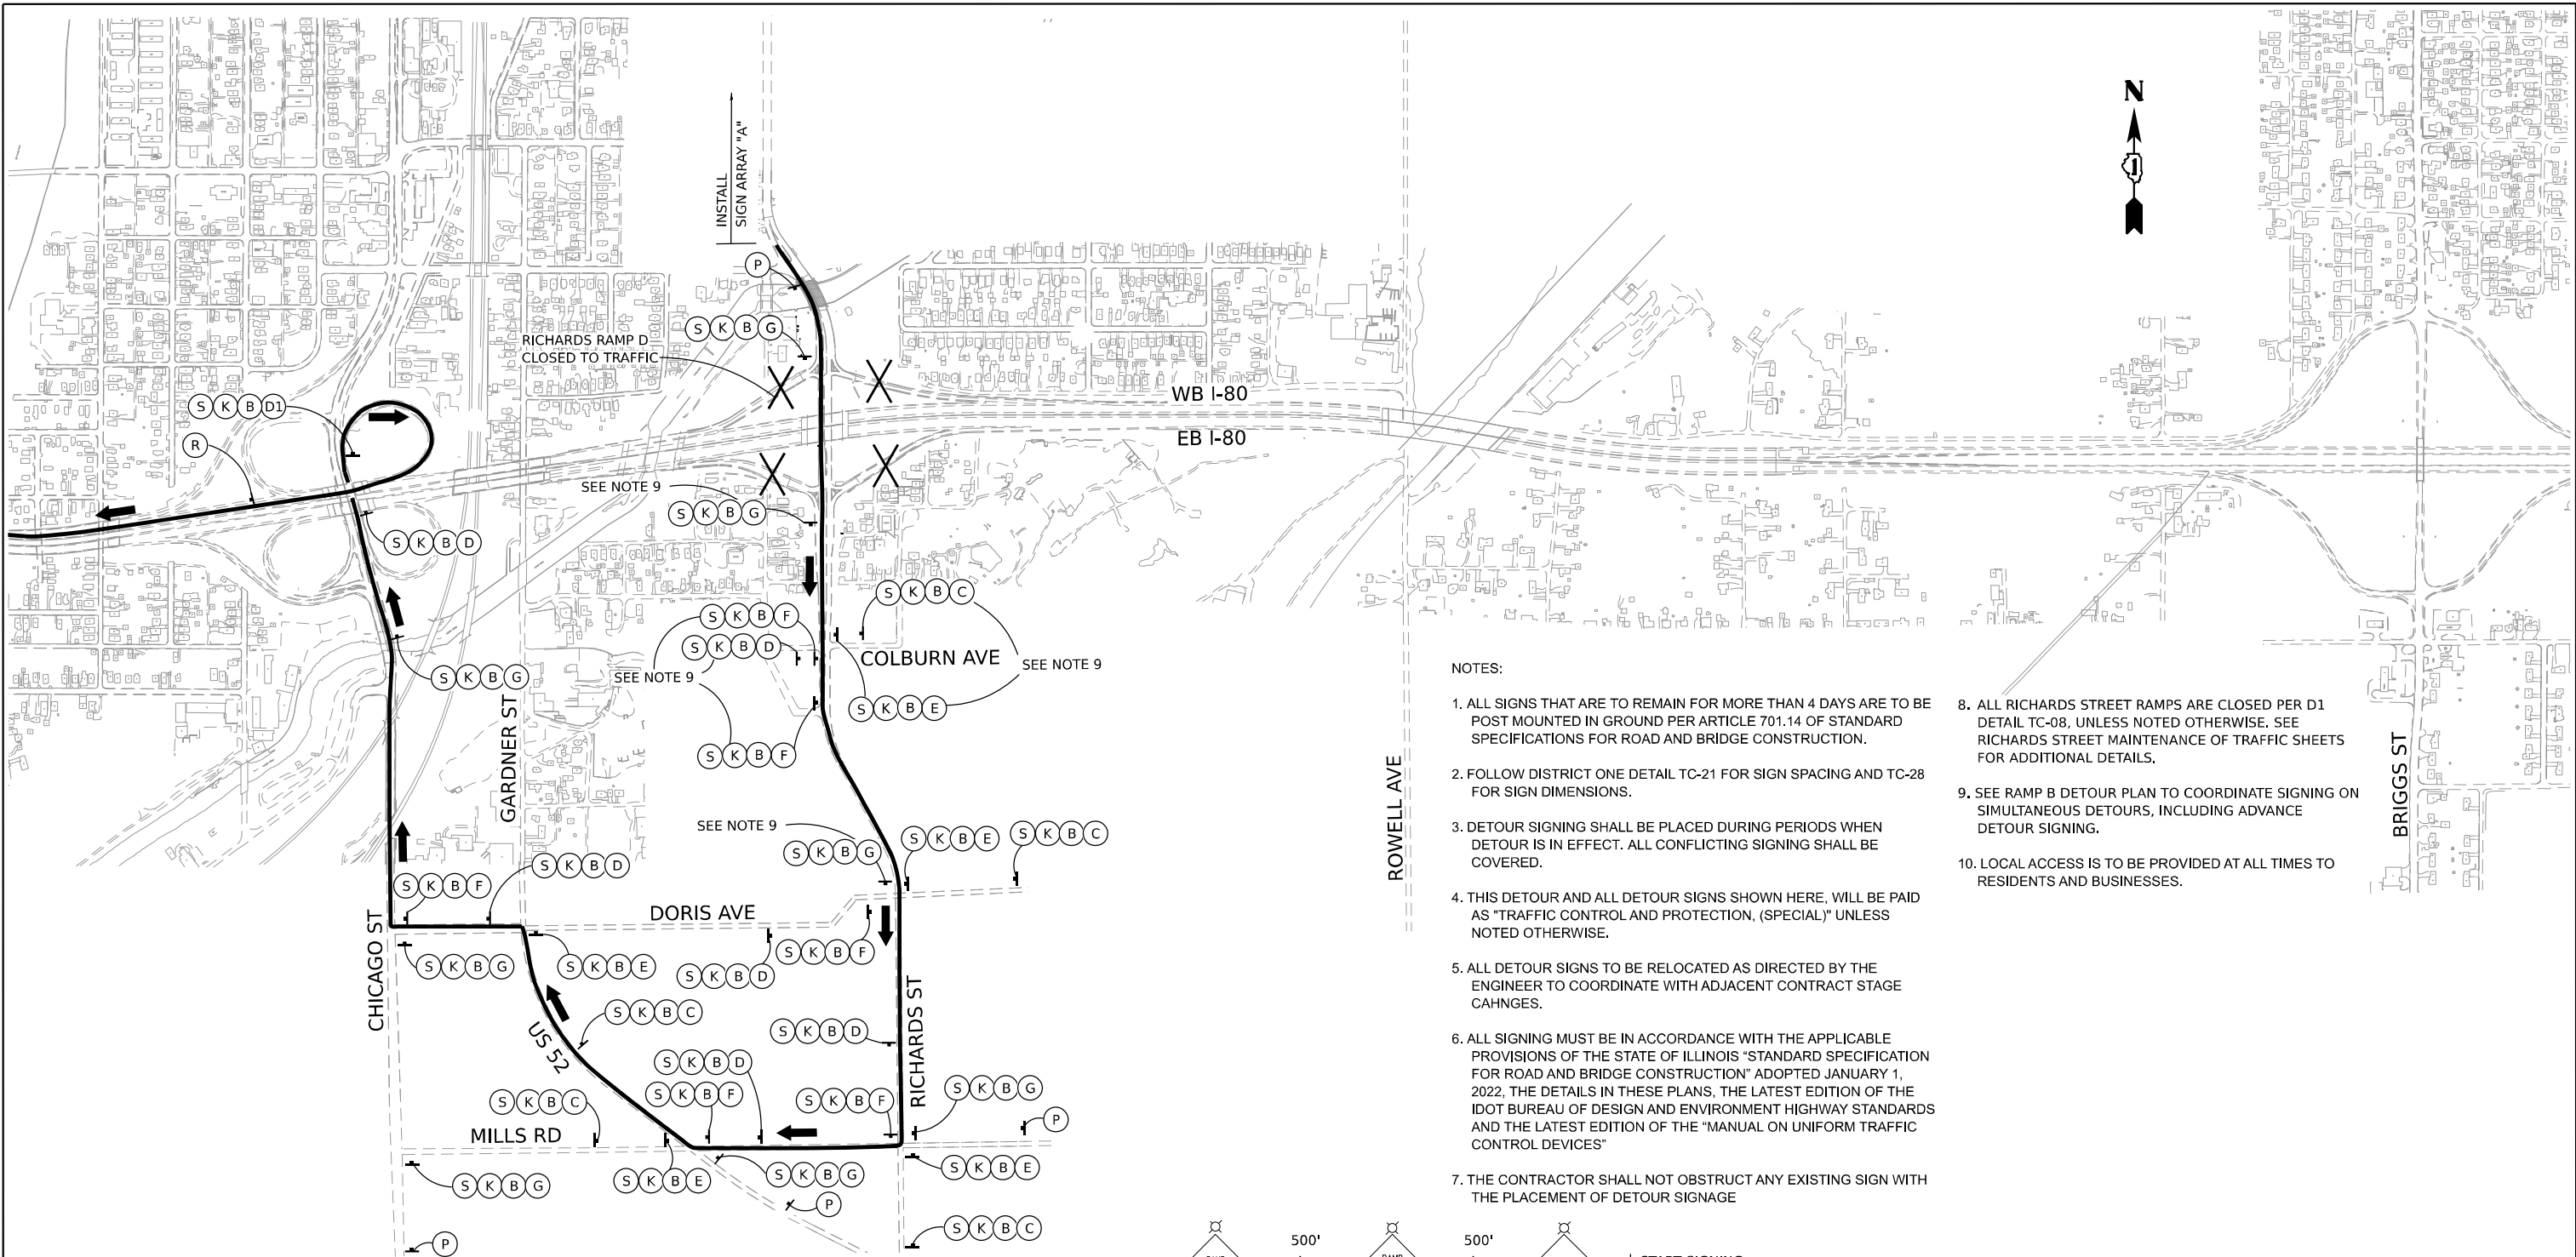 N
1
INSTALL
SIGN ARRAY "A"
P
S K B G
RICHARDS RAMP D
CLOSED TO TRAFFIC
WB I-80
EB I-80
S K B D1
R
SEE NOTE 9
S K B G
S K B D
S K B C
S K B F
S K B D
COLBURN AVE
SEE NOTE 9
SEE NOTE 9
S K B G
S K B E
S K B F
GARDNER ST
ROWELL AVE
BRIGGS ST
SEE NOTE 9
S K B G
S K B E
S K B C
S K B D
S K B F
DORIS AVE
CHICAGO ST
S K B F
S K B G
S K B E
S K B D
S K B C
US 52
S K B D
RICHARDS ST
S K B D
S K B F
S K B F
S K B G
S K B C
P
MILLS RD
S K B E
S K B G
S K B E
S K B G
P
S K B C
P
NOTES:
1. ALL SIGNS THAT ARE TO REMAIN FOR MORE THAN 4 DAYS ARE TO BE
POST MOUNTED IN GROUND PER ARTICLE 701.14 OF STANDARD
SPECIFICATIONS FOR ROAD AND BRIDGE CONSTRUCTION.
2. FOLLOW DISTRICT ONE DETAIL TC-21 FOR SIGN SPACING AND TC-28
FOR SIGN DIMENSIONS.
3. DETOUR SIGNING SHALL BE PLACED DURING PERIODS WHEN
DETOUR IS IN EFFECT. ALL CONFLICTING SIGNING SHALL BE
COVERED.
4. THIS DETOUR AND ALL DETOUR SIGNS SHOWN HERE, WILL BE PAID
AS "TRAFFIC CONTROL AND PROTECTION, (SPECIAL)" UNLESS
NOTED OTHERWISE.
5. ALL DETOUR SIGNS TO BE RELOCATED AS DIRECTED BY THE
ENGINEER TO COORDINATE WITH ADJACENT CONTRACT STAGE
CAHNGES.
6. ALL SIGNING MUST BE IN ACCORDANCE WITH THE APPLICABLE
PROVISIONS OF THE STATE OF ILLINOIS “STANDARD SPECIFICATION
FOR ROAD AND BRIDGE CONSTRUCTION” ADOPTED JANUARY 1,
2022, THE DETAILS IN THESE PLANS, THE LATEST EDITION OF THE
IDOT BUREAU OF DESIGN AND ENVIRONMENT HIGHWAY STANDARDS
AND THE LATEST EDITION OF THE “MANUAL ON UNIFORM TRAFFIC
CONTROL DEVICES”
7. THE CONTRACTOR SHALL NOT OBSTRUCT ANY EXISTING SIGN WITH
THE PLACEMENT OF DETOUR SIGNAGE
8. ALL RICHARDS STREET RAMPS ARE CLOSED PER D1
DETAIL TC-08, UNLESS NOTED OTHERWISE. SEE
RICHARDS STREET MAINTENANCE OF TRAFFIC SHEETS
FOR ADDITIONAL DETAILS.
9. SEE RAMP B DETOUR PLAN TO COORDINATE SIGNING ON
SIMULTANEOUS DETOURS, INCLUDING ADVANCE
DETOUR SIGNING.
10. LOCAL ACCESS IS TO BE PROVIDED AT ALL TIMES TO
RESIDENTS AND BUSINESSES.
500'
500'